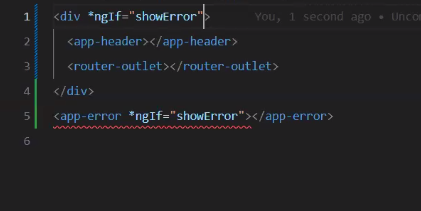 1 <div *ngIf="showError"> You, 1 second ago • Uncom
2 <app-header></app-header>
3 <router-outlet></router-outlet>
4 </div>
5 <app-error *ngIf="showError"></app-error>
6